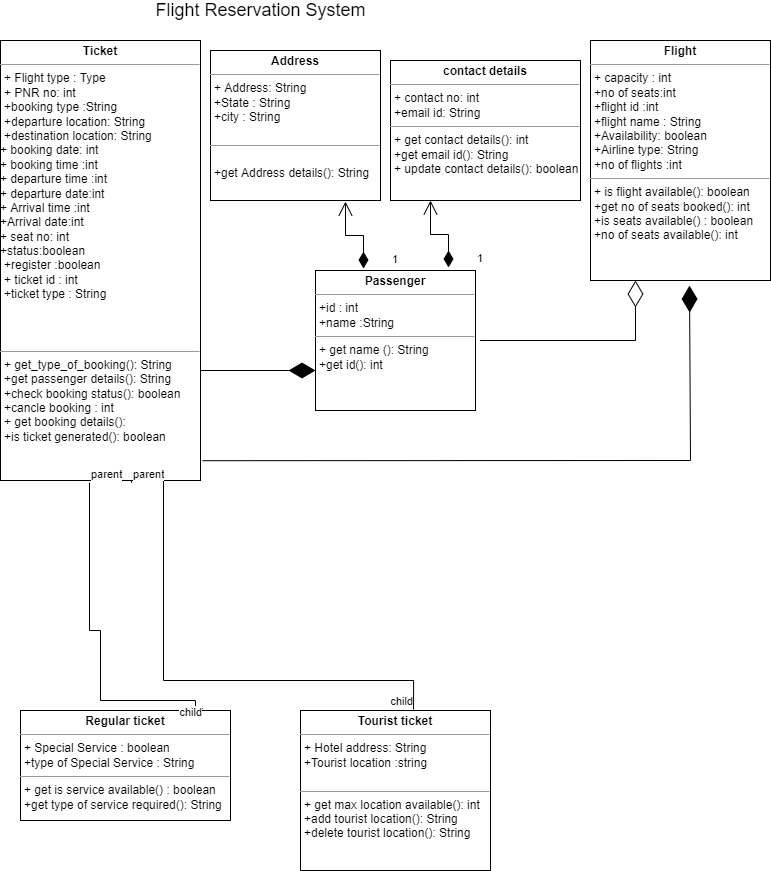 Flight Reservation System
Ticket
+ Flight type : Type
+ PNR no: int
+booking type :String
+departure location: String
+destination location: String
+ booking date: int
+ booking time :int
+ departure time :int
+ departure date:int
+ Arrival time :int
+Arrival date:int
+ seat no: int
+status:boolean
+register :boolean
+ ticket id : int
+ticket type : String
+ get_type_of_booking(): String
+get passenger details(): String
+check booking status(): boolean
+cancle booking : int
+ get booking details():
+is ticket generated(): boolean
Address
+ Address: String
+State : String
+city : String
+get Address details(): String
contact details
+ contact no: int
+email id: String
+ get contact details(): int
+get email id(): String
+ update contact details(): boolean
Flight
+ capacity : int
+no of seats:int
+flight id :int
+flight name : String
+Availability: boolean
+Airline type: String
+no of flights :int
+ is flight available(): boolean
+get no of seats booked(): int
+is seats available() : boolean
+no of seats available(): int
1
1
Passenger
+id : int
+name :String
+ get name (): String
+get id(): int
parent
parent
child
child
Regular ticket
+ Special Service : boolean
+type of Special Service : String
+ get is service available() : boolean
+get type of service required(): String
Tourist ticket
+ Hotel address: String
+Tourist location :string
+ get max location available(): int
+add tourist location(): String
+delete tourist location(): String